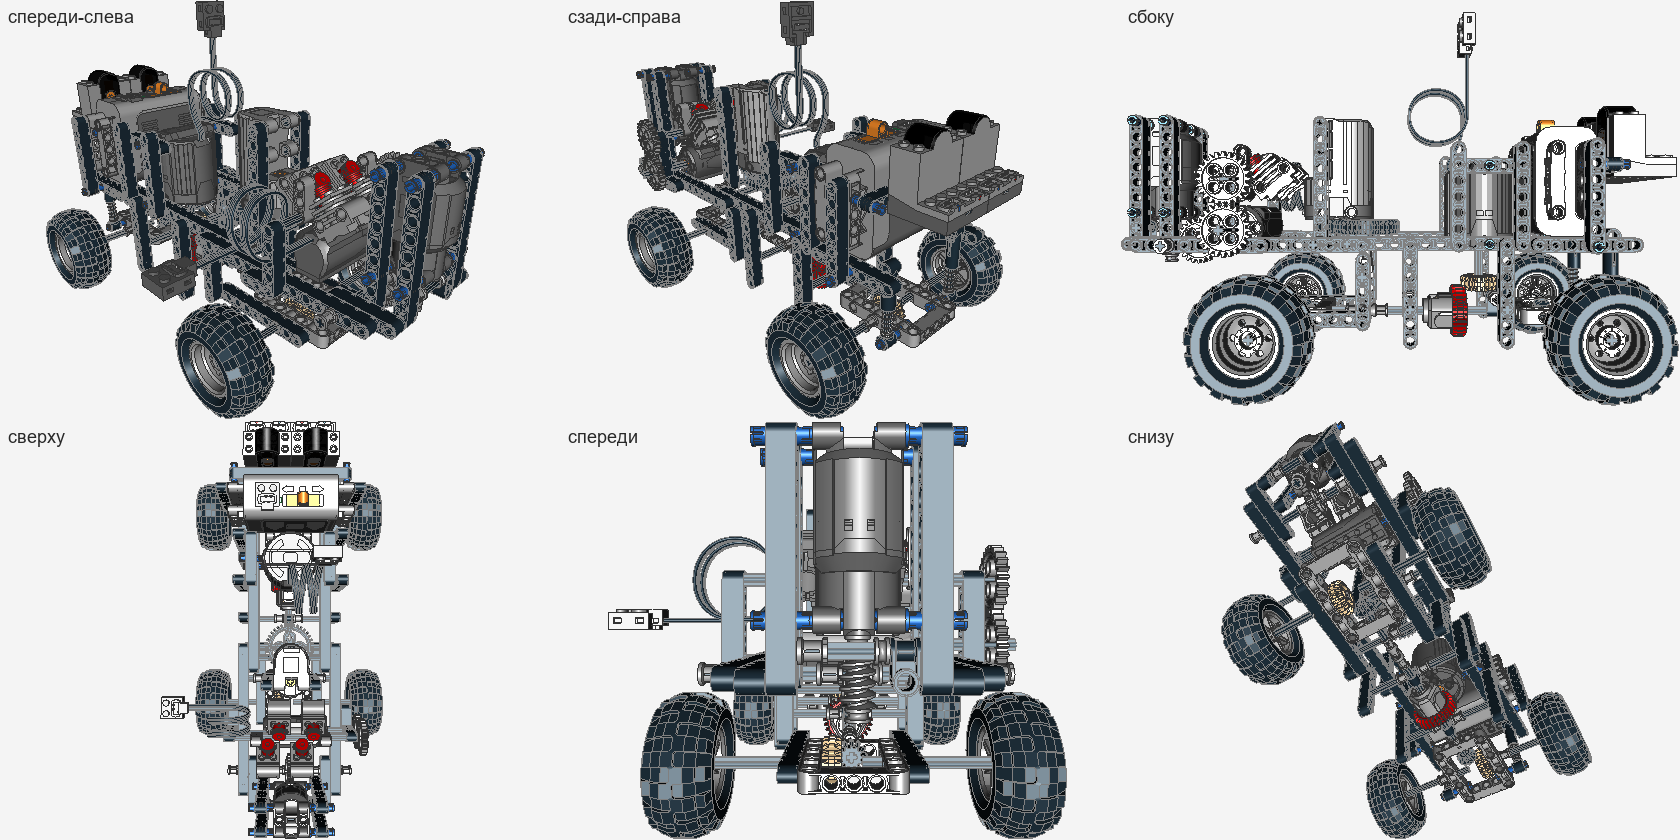 спереди-слева
сзади-справа
сбоку
сверху
спереди
снизу